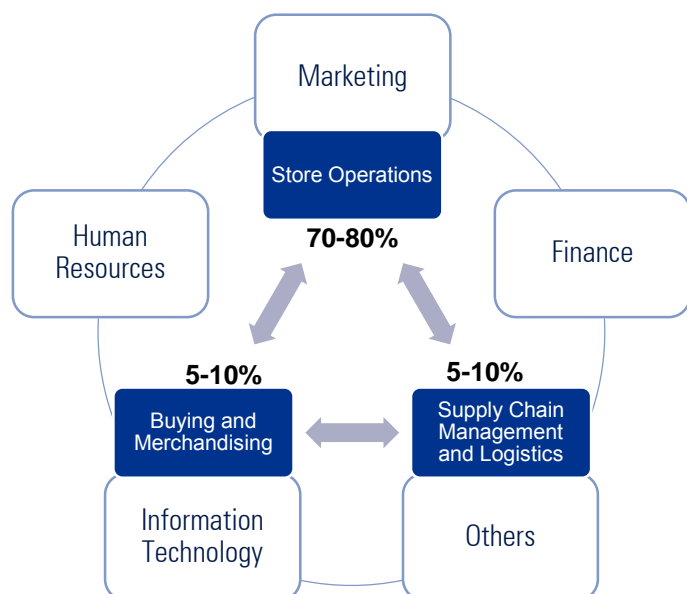 Marketing
Store Operations
70-80%
Human
Resources
Finance
5-10%
5-10%
Buying and
Merchandising
Supply Chain
Management
and Logistics
Information
Technology
Others